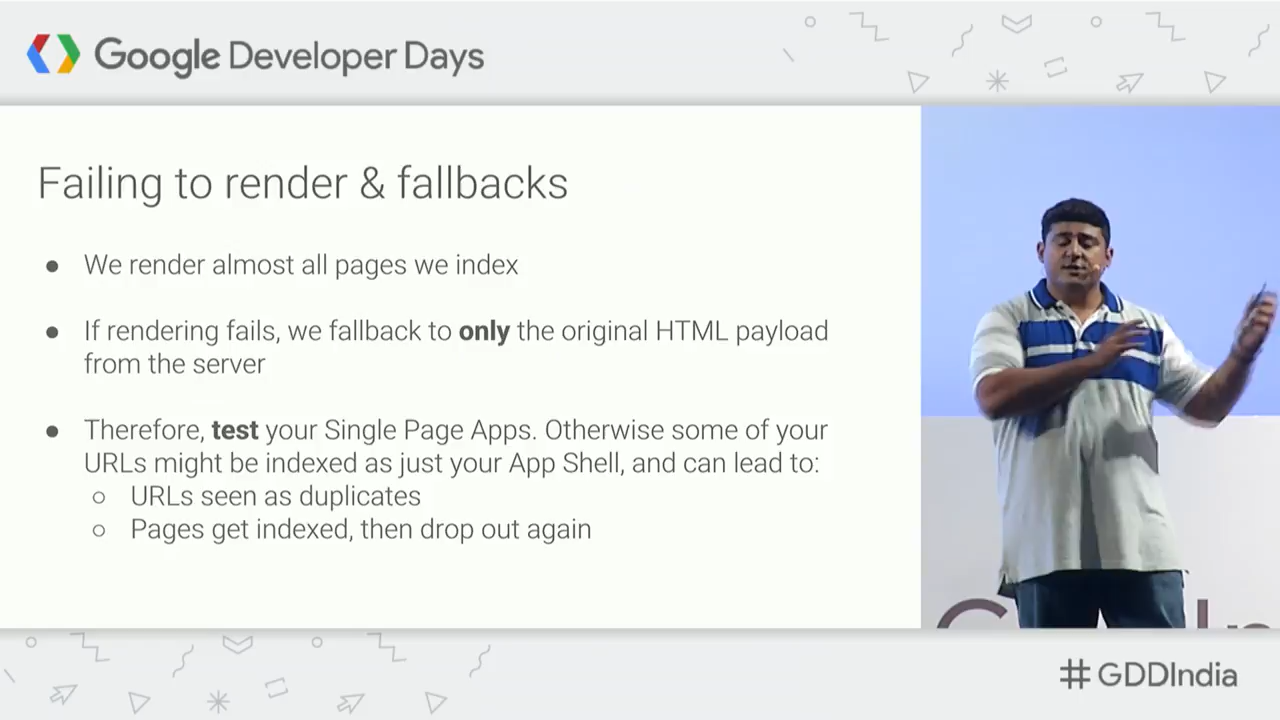 Google Developer Days
Failing to render & fallbacks
● We render almost all pages we index
● If rendering fails, we fallback to only the original HTML payload
from the server
● Therefore, test your Single Page Apps. Otherwise some of your
URLs might be indexed as just your App Shell, and can lead to:
○ URLs seen as duplicates
○ Pages get indexed, then drop out again
#GDDIndia